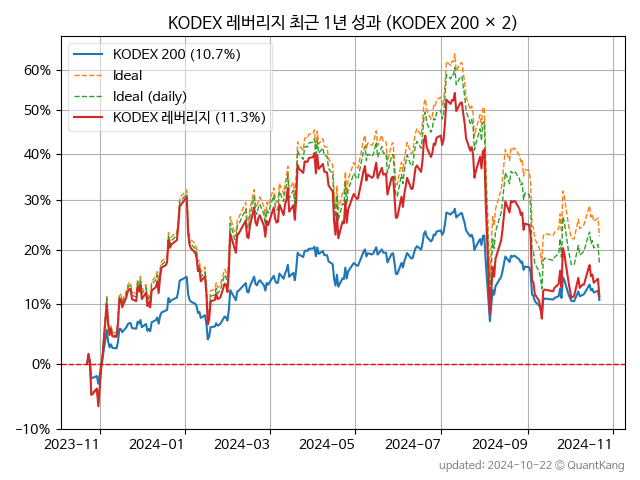 KODEX 레버리지 최근 1년 성과 (KODEX 200 × 2)
KODEX 200 (10.7%)
Ideal
Ideal (daily)
KODEX 레버리지 (11.3%)
60%
50%
40%
30%
20%
10%
0%
-10%
2023-11 2024-01 2024-03 2024-05 2024-07 2024-09 2024-11
updated: 2024-10-22 © QuantKang